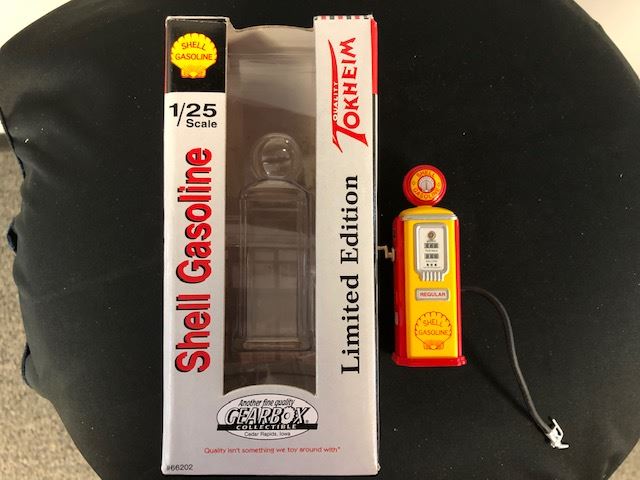 SHELL
GASOLINE
1/25
Scale
Shell Gasoline
QUALITY
TOKHEIM
Limited Edition
Another fine quality
GEARBOX
COLLECTIBLE
Cedar Rapids, Iowa
Quality isn't something we toy around with"
#66202
SHELL
GASOLINE
REGULAR
SHELL
GASOLINE